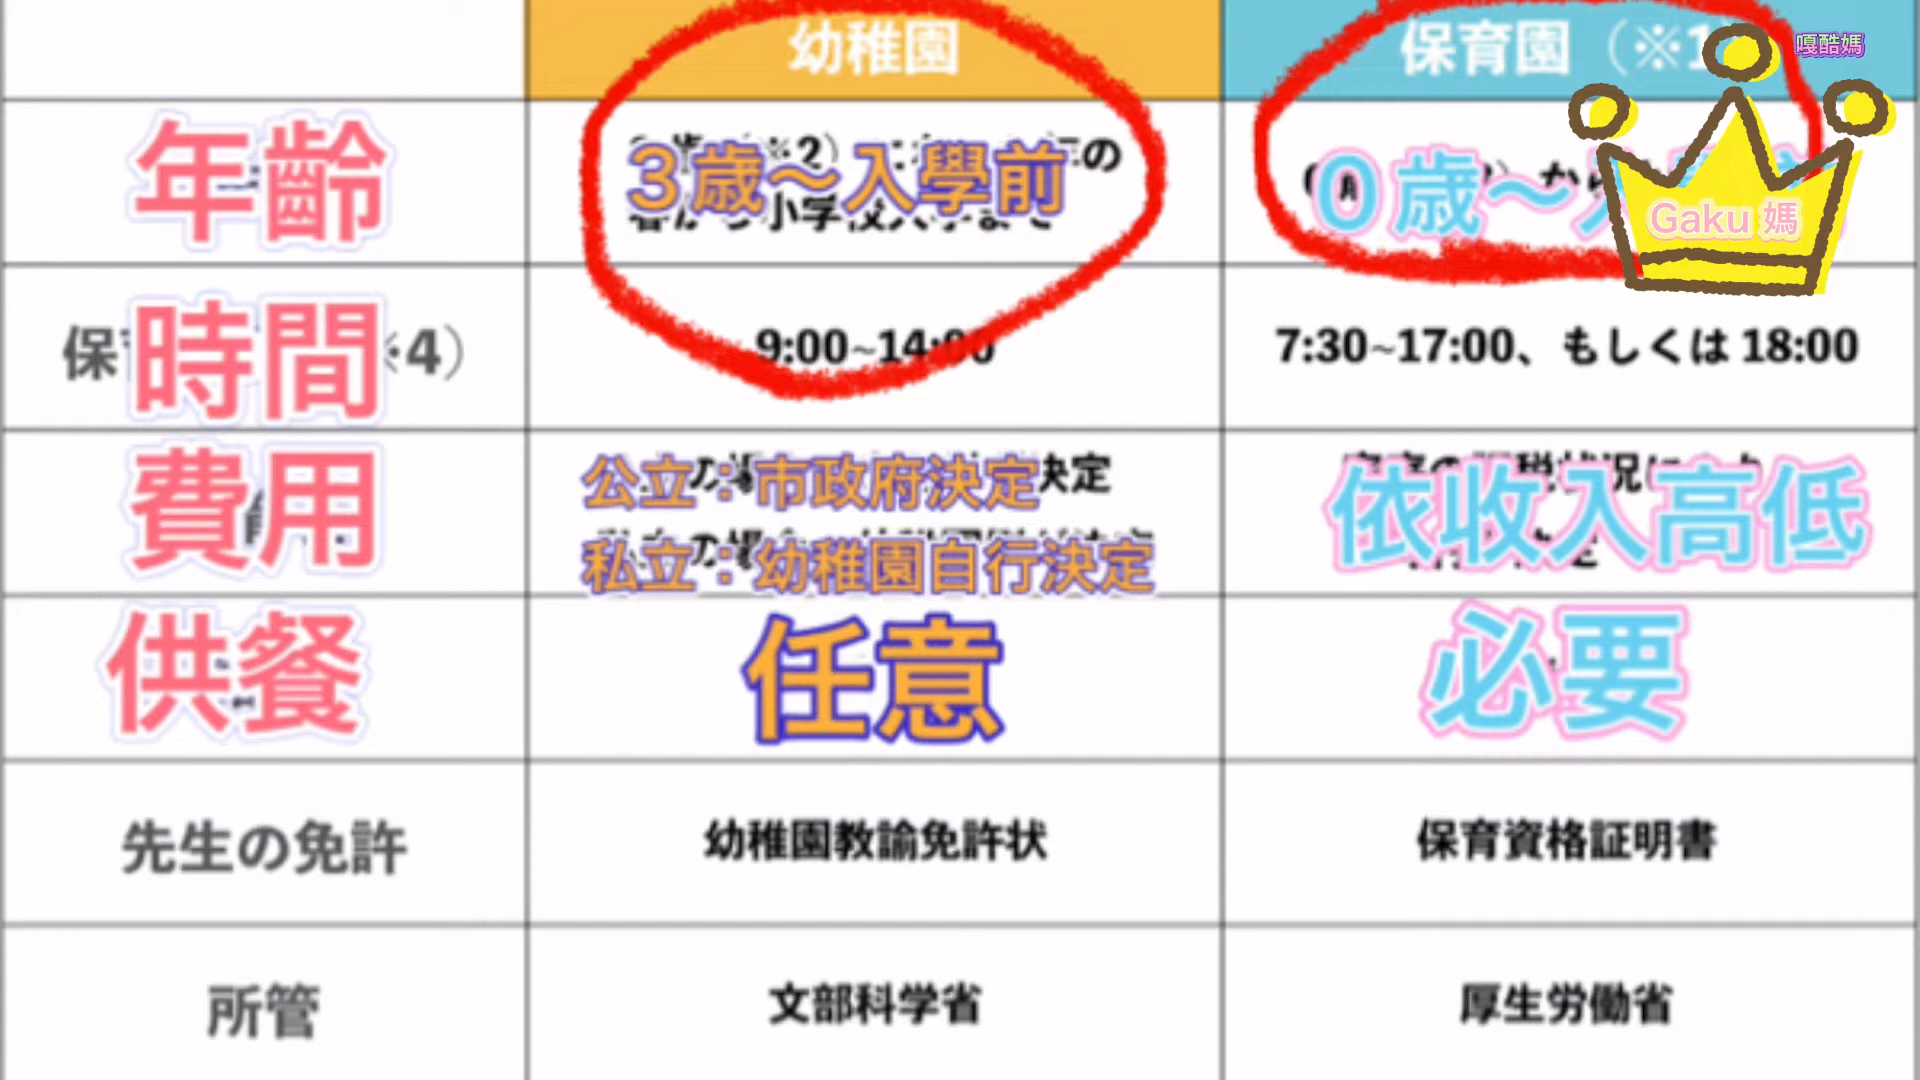 幼稚園
保育園（※1
嘎酷媽
年齡
3歳～入學前
0歳～入
Gaku 媽
保
時間
※4）
9:00~14:00
7:30~17:00、もしくは 18:00
費用
公立：市政府決定
決定
私立：幼稚園自行決定
依收入高低
供餐
任意
必要
先生の免許
幼稚園教諭免許状
保育資格証明書
所管
文部科学省
厚生労働省